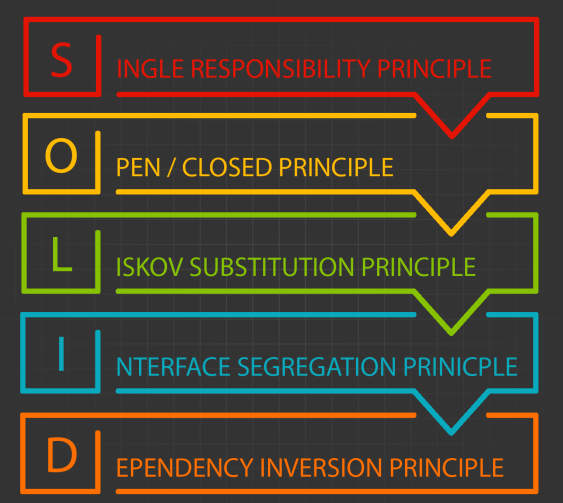 S INGLE RESPONSIBILITY PRINCIPLE
O PEN / CLOSED PRINCIPLE
L ISKOV SUBSTITUTION PRINCIPLE
I NTERFACE SEGREGATION PRINICPLE
D EPENDENCY INVERSION PRINCIPLE